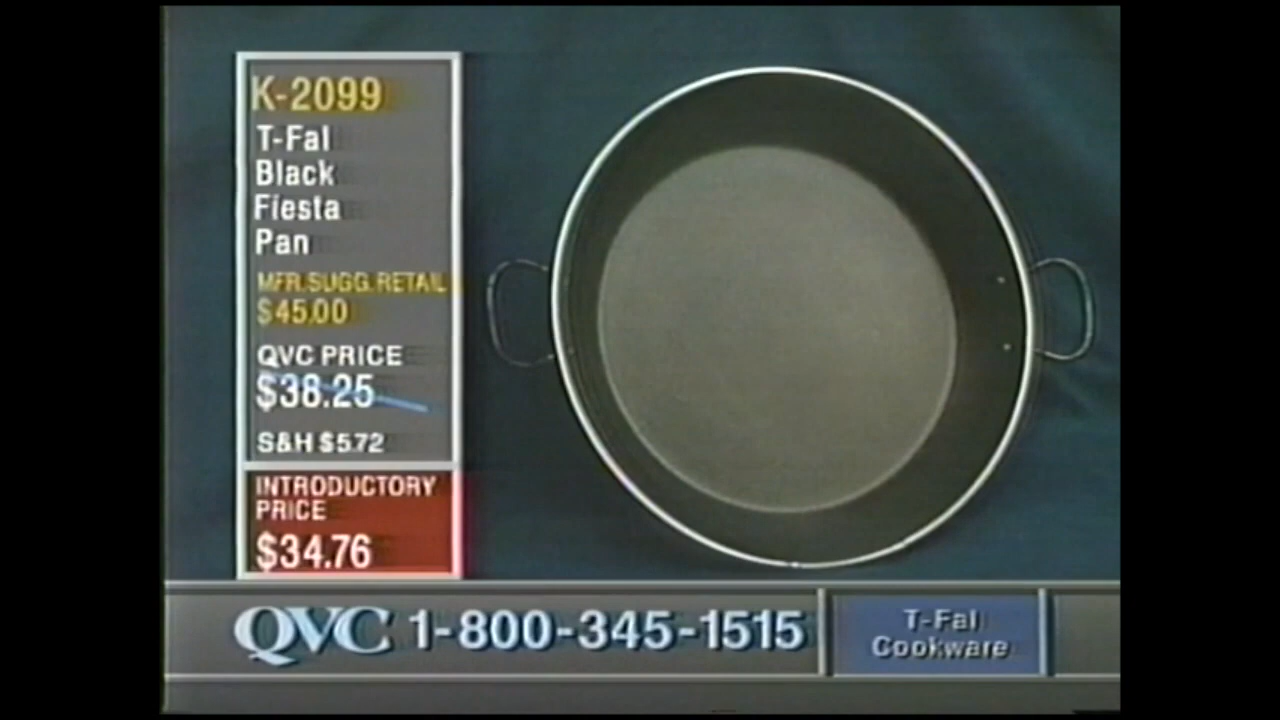 K-2099
T-Fal
Black
Fiesta
Pan
MFR. SUGG. RETAIL
$45.00
QVC PRICE
$38.25
S&H $5.72
INTRODUCTORY
PRICE
$34.76
QVC 1-800-345-1515
T-Fal
Cookware